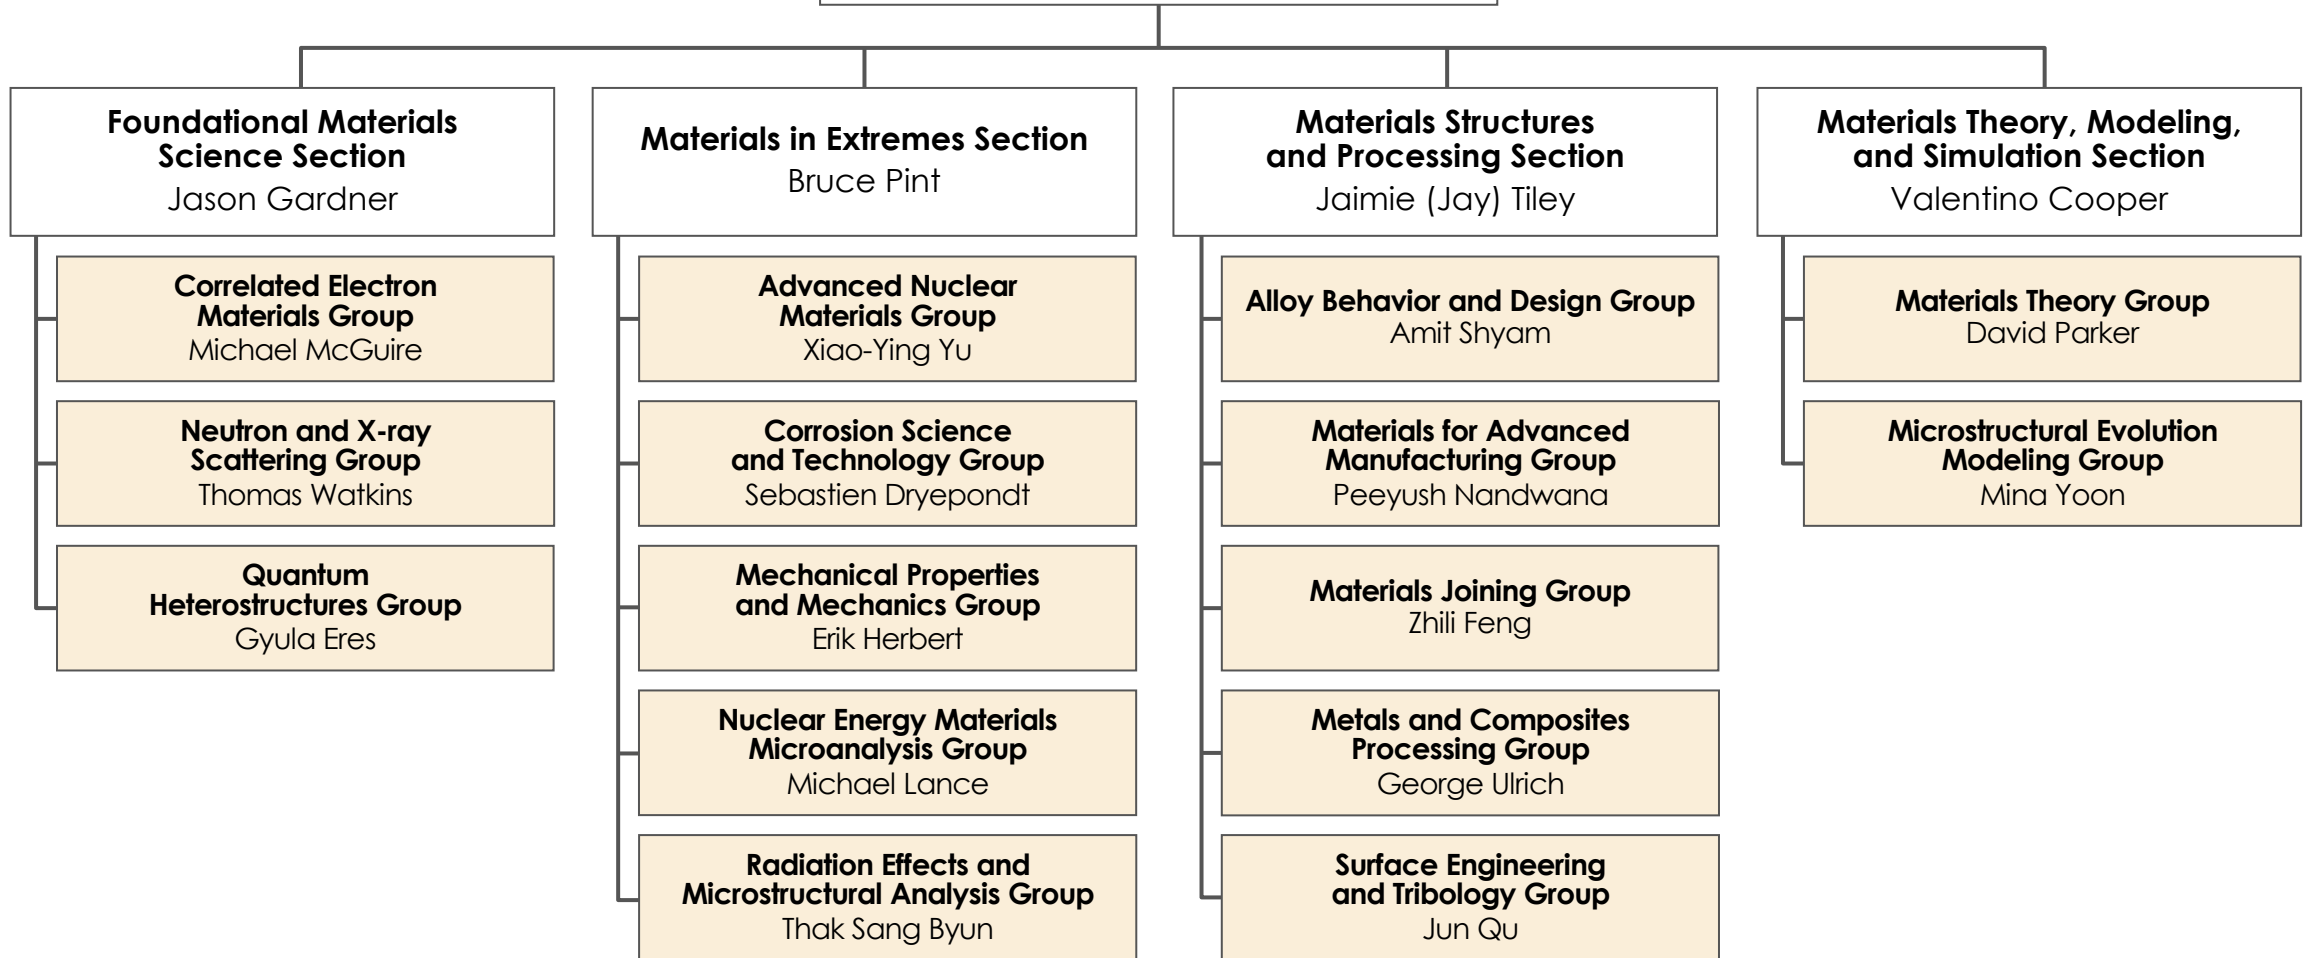 Foundational Materials
Science Section
Jason Gardner
Correlated Electron
Materials Group
Michael McGuire
Neutron and X-ray
Scattering Group
Thomas Watkins
Quantum
Heterostructures Group
Gyula Eres
Materials in Extremes Section
Bruce Pint
Advanced Nuclear
Materials Group
Xiao-Ying Yu
Corrosion Science
and Technology Group
Sebastien Dryepondt
Mechanical Properties
and Mechanics Group
Erik Herbert
Nuclear Energy Materials
Microanalysis Group
Michael Lance
Radiation Effects and
Microstructural Analysis Group
Thak Sang Byun
Materials Structures
and Processing Section
Jaimie (Jay) Tiley
Alloy Behavior and Design Group
Amit Shyam
Materials for Advanced
Manufacturing Group
Peeyush Nandwana
Materials Joining Group
Zhili Feng
Metals and Composites
Processing Group
George Ulrich
Surface Engineering
and Tribology Group
Jun Qu
Materials Theory, Modeling,
and Simulation Section
Valentino Cooper
Materials Theory Group
David Parker
Microstructural Evolution
Modeling Group
Mina Yoon